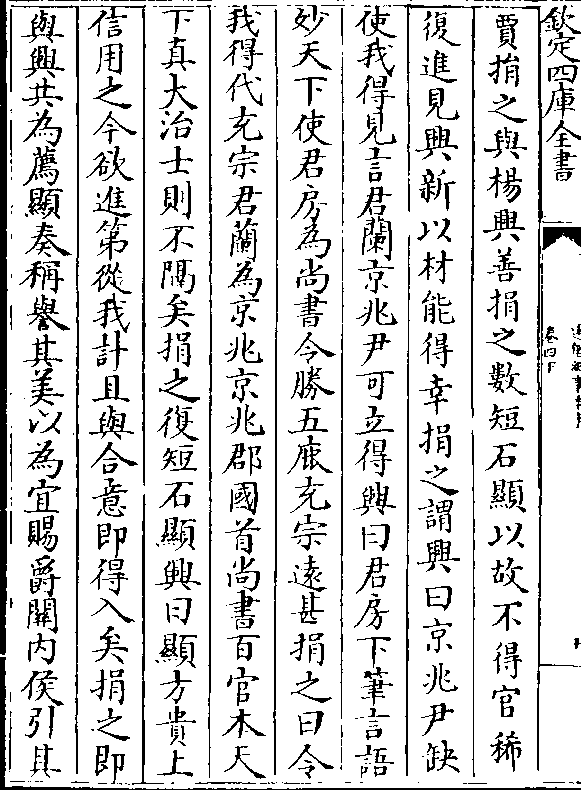 欽定四庫全書
卷四下
賈捐之與楊興善捐之數短石顯以故不得官稀
復進見興新以材能得幸捐之謂興曰京兆尹缺
使我得見言君蘭京兆尹可立得興曰君房下筆言語
妙天下使君房為尚書令勝五鹿充宗逺甚捐之曰令
我得代充宗君蘭為京兆京兆郡國首尚書百官本天
下真大治士則不隔矣捐之復短石顯興曰顯方貴上
信用之今欲進第從我計且與合意即得入矣捐之即
與興共為薦顯奏稱譽其美以為宜賜爵關内侯引其